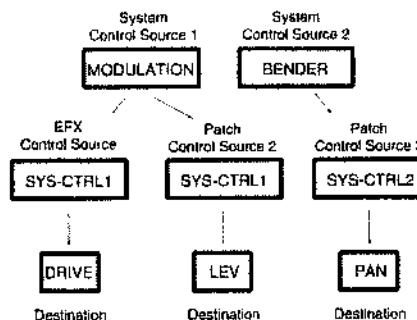 System
Control Source 1
System
Control Source 2
MODULATION
BENDER
EFX
Control Source
Patch
Control Source 2
Patch
Control Source 3
SYS-CTRL1
SYS-CTRL1
SYS-CTRL2
DRIVE
LEV
PAN
Destination
Destination
Destination